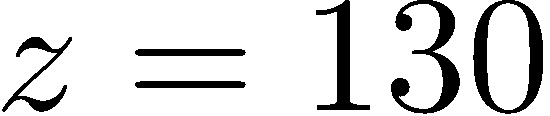 z = 130